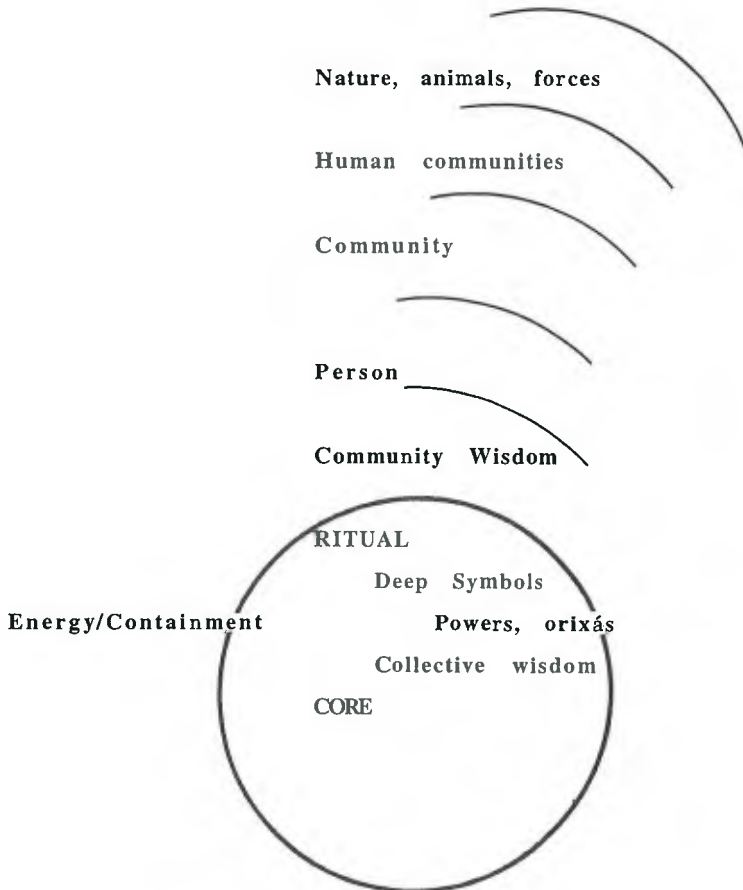 Nature, animals, forces
Human communities
Community
Person
Community Wisdom
RITUAL
Deep Symbols
Energy/Containment Powers, orixás
Collective wisdom
CORE